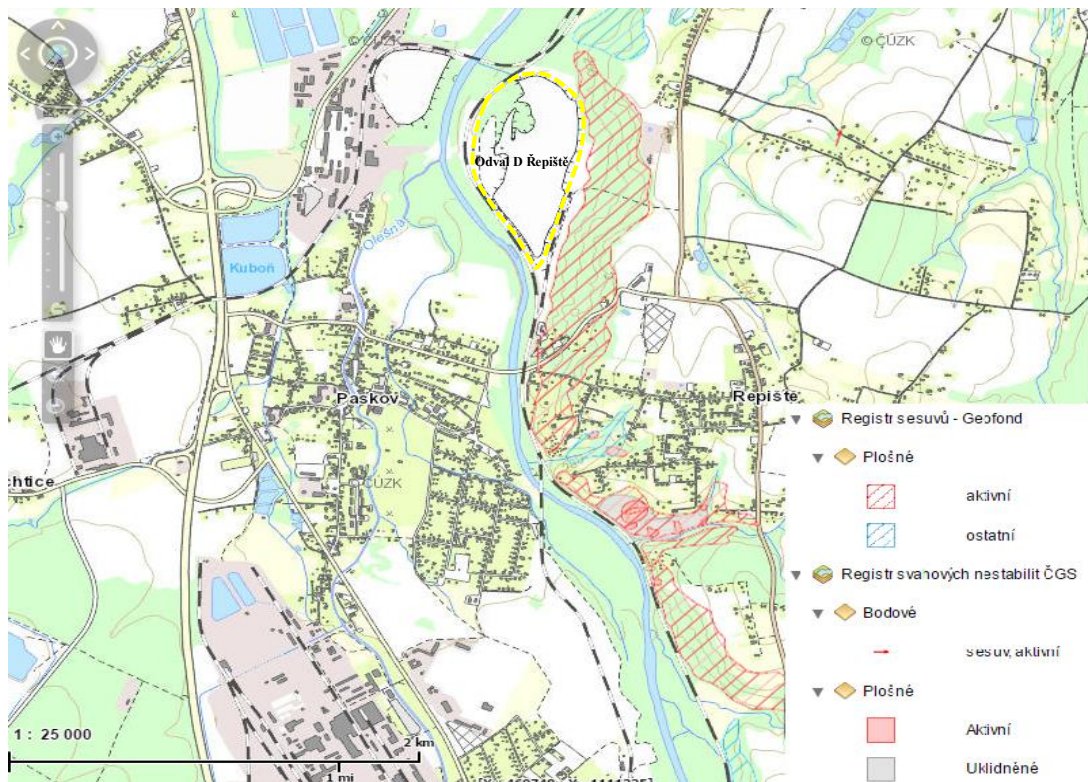 © ČÚZK
© ČÚZK
Odval D Řepiště
Olešná
Kuboň
Paskov
Řepiště
chtice
© ČÚZK
Registr sesuvů - Geofond
Plošné
aktivní
ostatní
Registr svahových nestabilit ČGS
Bodové
sesuv, aktivní
Plošné
Aktivní
Uklidněné
1 : 25 000
2 km
1 mi